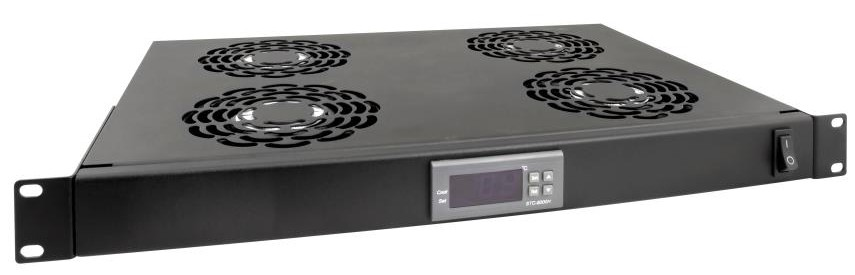 °C
Cool
Set
STC-8000H
I
O